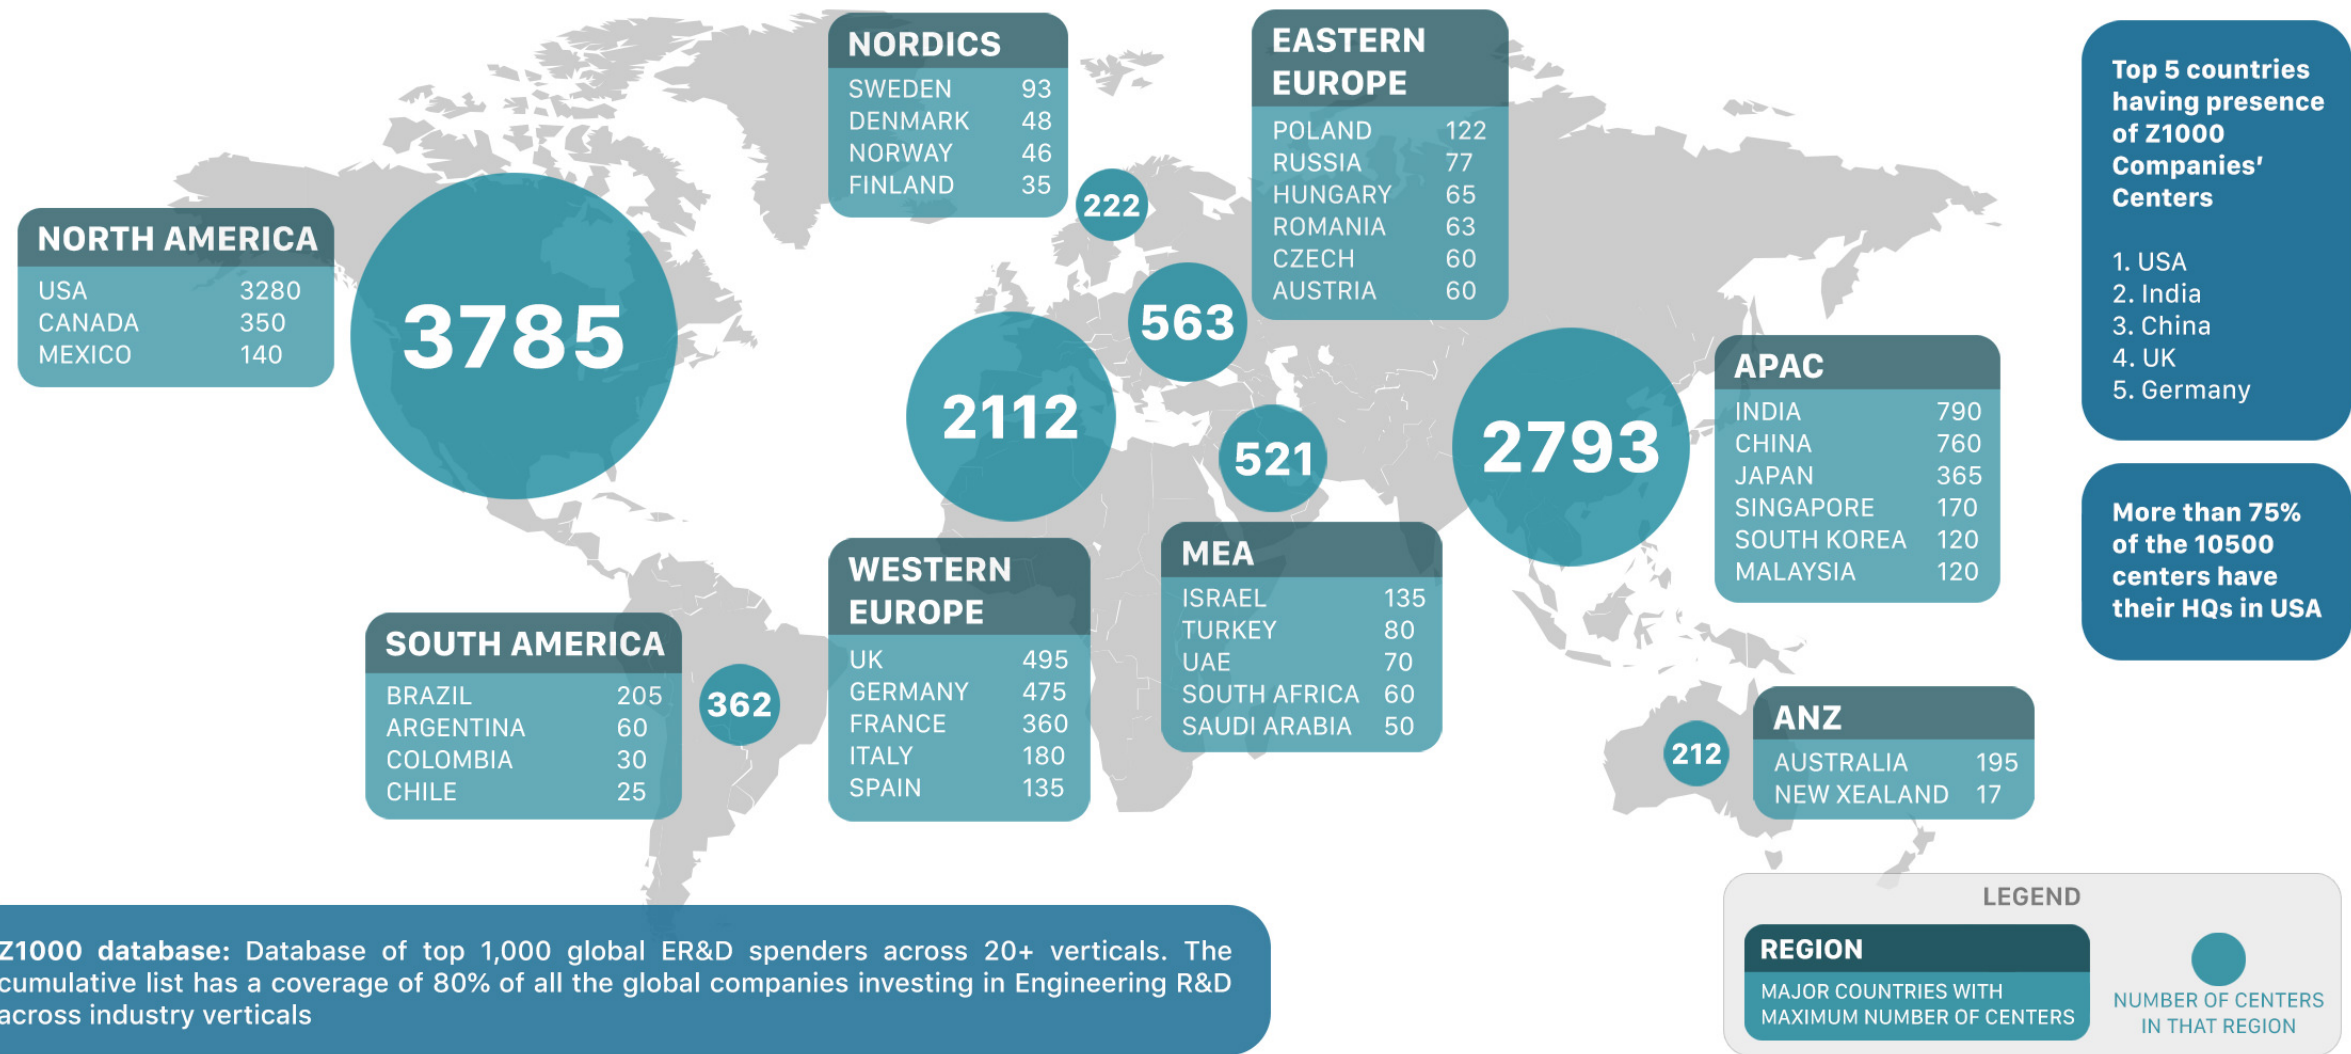 NORTH AMERICA
USA 3280
CANADA 350
MEXICO 140
3785
NORDICS
SWEDEN 93
DENMARK 48
NORWAY 46
FINLAND 35
222
EASTERN
EUROPE
POLAND 122
RUSSIA 77
HUNGARY 65
ROMANIA 63
CZECH 60
AUSTRIA 60
563
2112
521
2793
APAC
INDIA 790
CHINA 760
JAPAN 365
SINGAPORE 170
SOUTH KOREA 120
MALAYSIA 120
SOUTH AMERICA
BRAZIL 205
ARGENTINA 60
COLOMBIA 30
CHILE 25
362
WESTERN
EUROPE
UK 495
GERMANY 475
FRANCE 360
ITALY 180
SPAIN 135
MEA
ISRAEL 135
TURKEY 80
UAE 70
SOUTH AFRICA 60
SAUDI ARABIA 50
212
ANZ
AUSTRALIA 195
NEW XEALAND 17
Top 5 countries
having presence
of Z1000
Companies'
Centers
1. USA
2. India
3. China
4. UK
5. Germany
More than 75%
of the 10500
centers have
their HQs in USA
Z1000 database: Database of top 1,000 global ER&D spenders across 20+ verticals. The
cumulative list has a coverage of 80% of all the global companies investing in Engineering R&D
across industry verticals
LEGEND
REGION
MAJOR COUNTRIES WITH
MAXIMUM NUMBER OF CENTERS
NUMBER OF CENTERS
IN THAT REGION